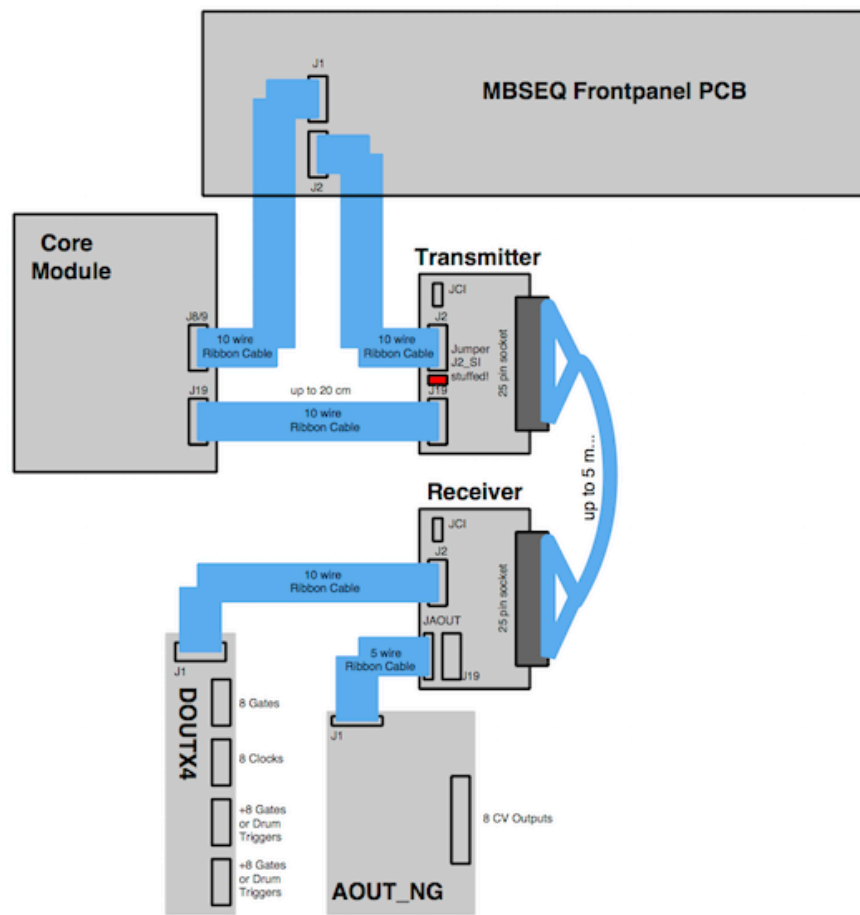 J1
MBSEQ Frontpanel PCB
J2
Core
Module
Transmitter
JCI
J8/9
J2
10 wire
Ribbon Cable
10 wire
Ribbon Cable
Jumper
J2_SI
stuffed!
25 pin socket
J19
up to 20 cm
J19
10 wire
Ribbon Cable
up to 5 m...
Receiver
JCI
J2
10 wire
Ribbon Cable
25 pin socket
JAOUT
5 wire
Ribbon Cable
J19
J1
DOUTX4
8 Gates
8 Clocks
+8 Gates
or Drum
Triggers
+8 Gates
or Drum
Triggers
J1
8 CV Outputs
AOUT_NG